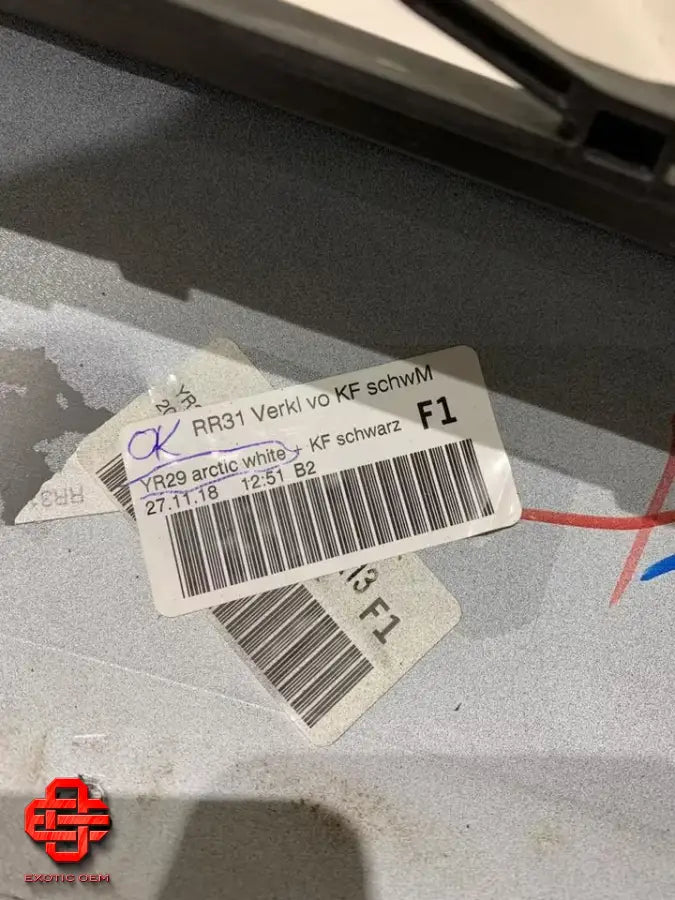 OK RR31 Verkl vo KF schwM
YR29 arctic white - KF schwarz F1
27.11.18 12:51 B2
RR3
F1
EXOTIC OEM